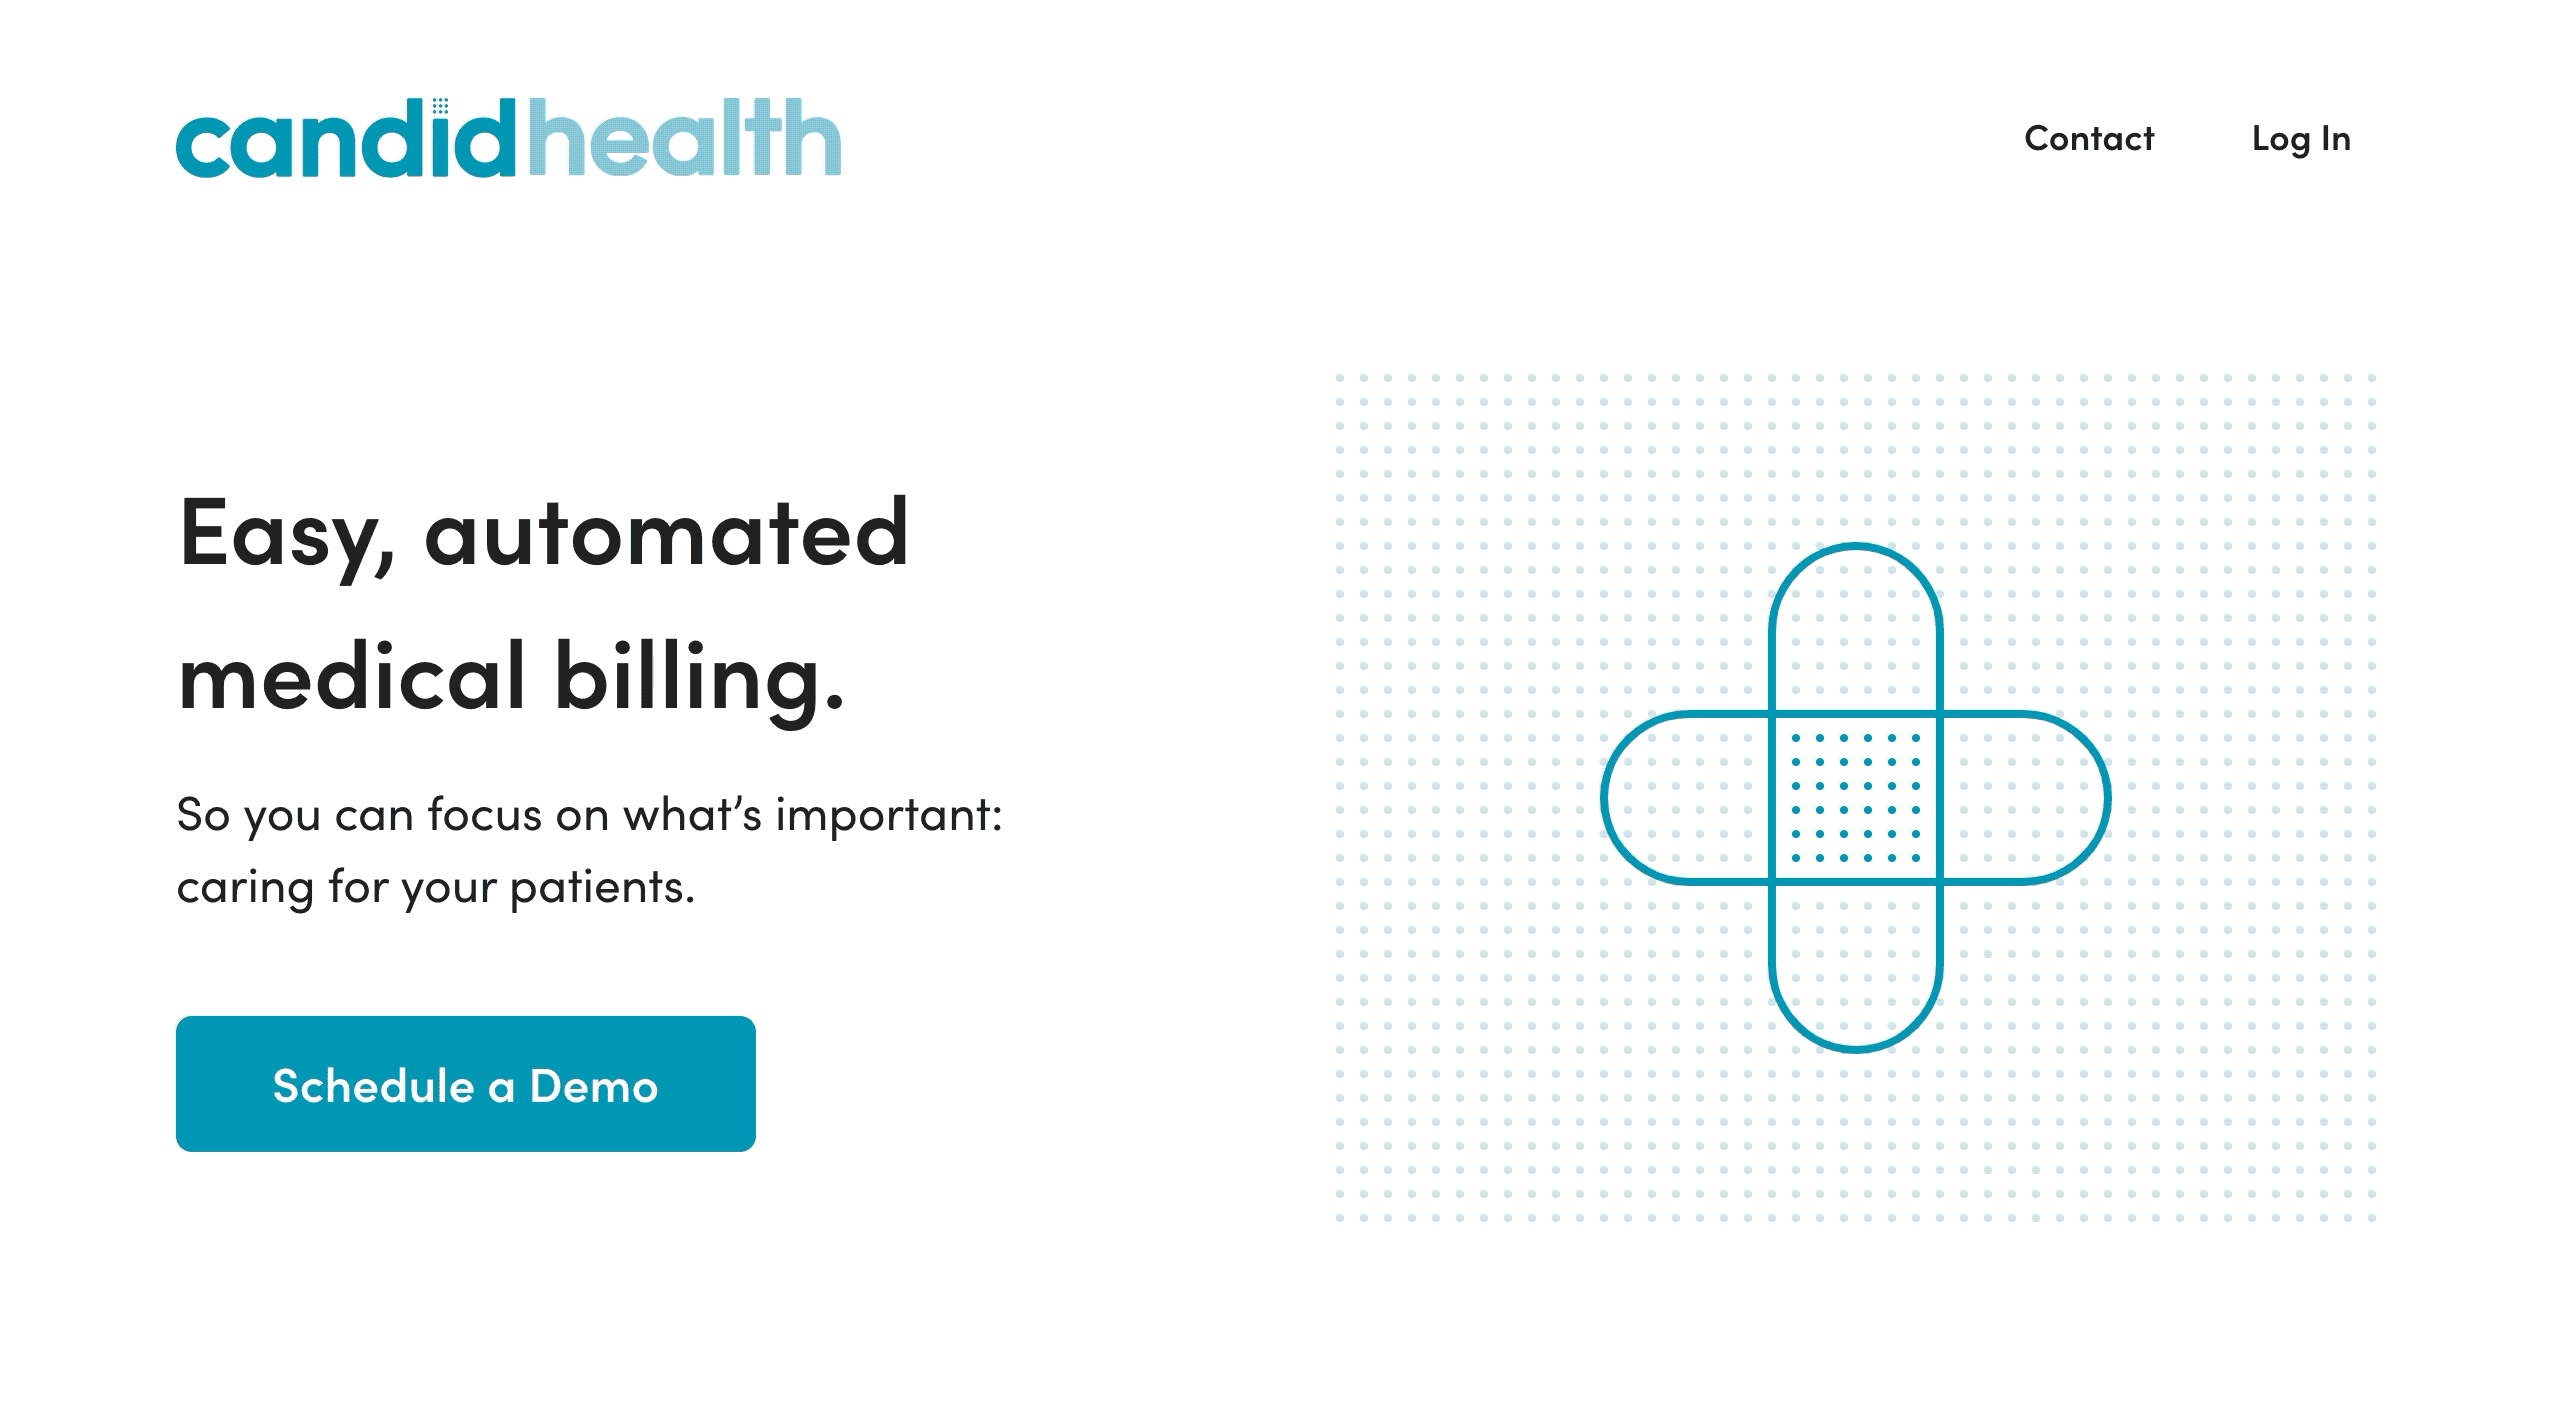 candidhealth
Contact
Log In
Easy, automated
medical billing.
So you can focus on what’s important:
caring for your patients.
Schedule a Demo